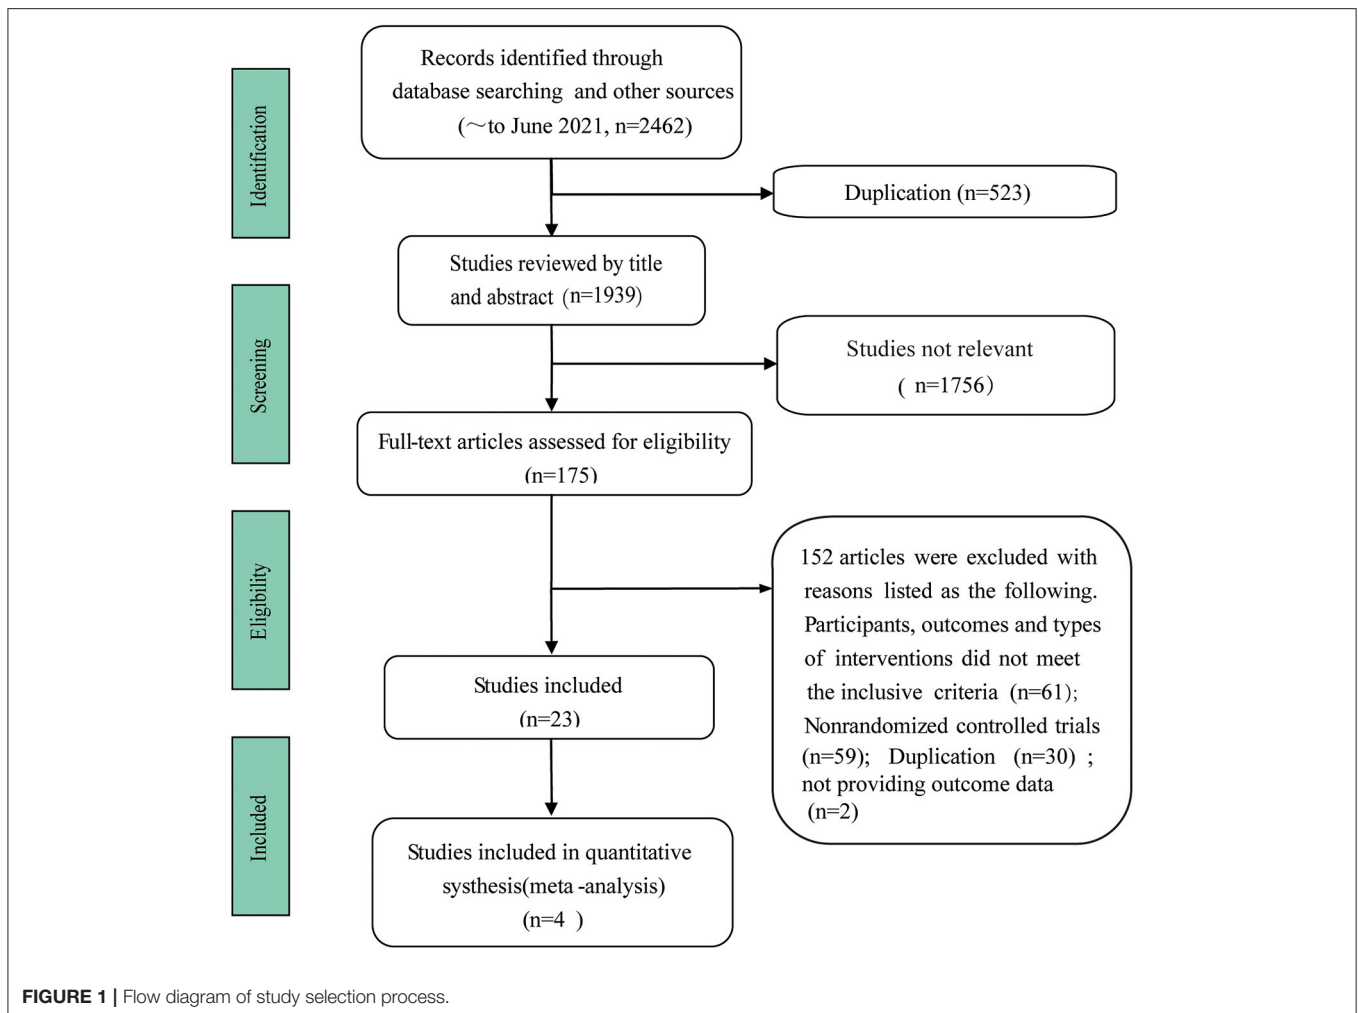 Identification
Records identified through
database searching and other sources
(～to June 2021, n=2462)
Duplication (n=523)
Studies reviewed by title
and abstract (n=1939)
Screening
Studies not relevant
( n=1756)
Full-text articles assessed for eligibility
(n=175)
Eligibility
152 articles were excluded with
reasons listed as the following.
Participants, outcomes and types
of interventions did not meet
the inclusive criteria (n=61);
Nonrandomized controlled trials
(n=59); Duplication (n=30) ;
not providing outcome data
(n=2)
Studies included
(n=23)
Included
Studies included in quantitative
systhesis(meta -analysis)
(n=4 )
FIGURE 1 | Flow diagram of study selection process.